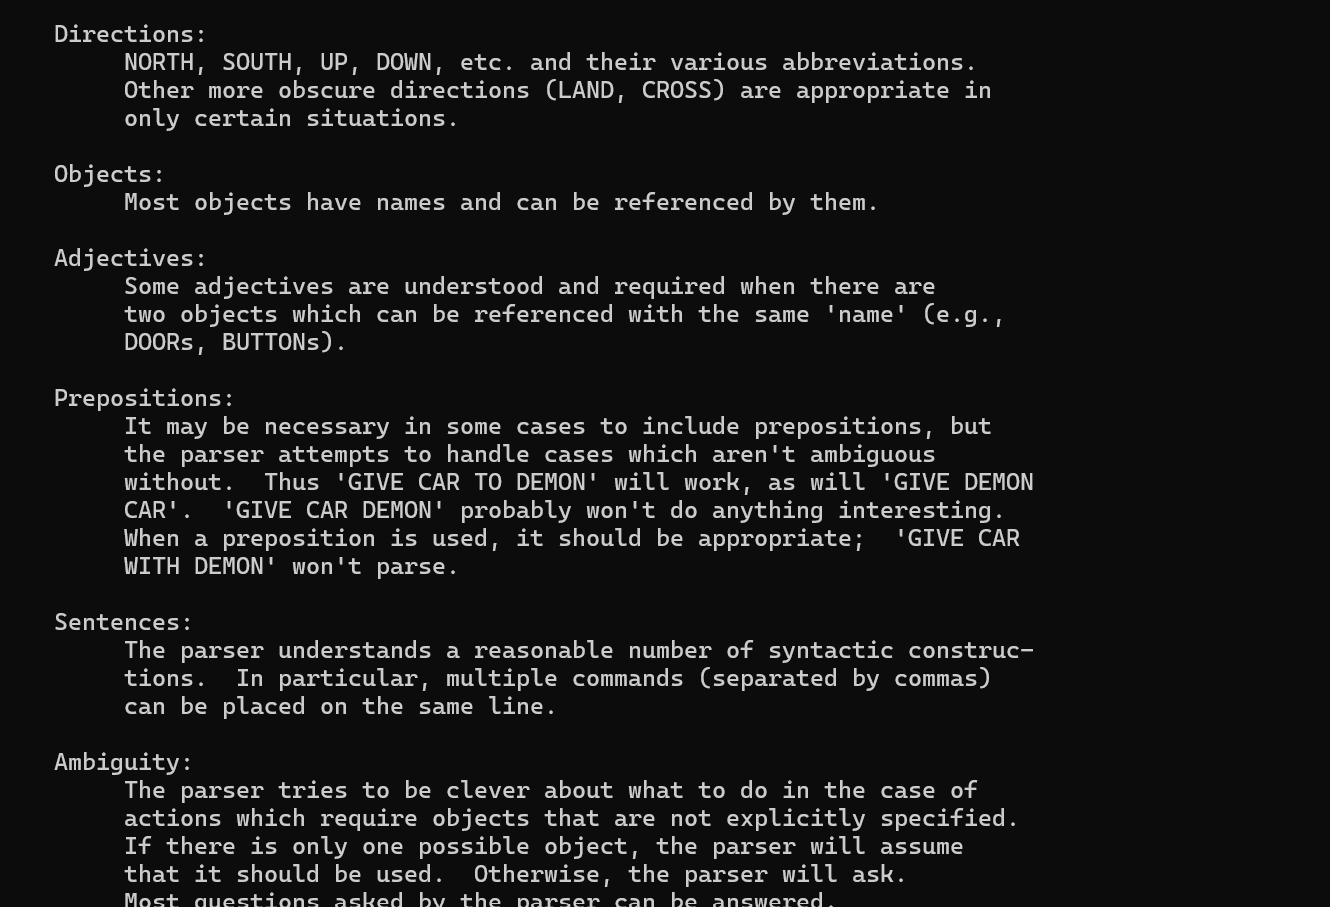 Directions:
NORTH, SOUTH, UP, DOWN, etc. and their various abbreviations.
Other more obscure directions (LAND, CROSS) are appropriate in
only certain situations.
Objects:
Most objects have names and can be referenced by them.
Adjectives:
Some adjectives are understood and required when there are
two objects which can be referenced with the same 'name' (e.g.,
DOORs, BUTTONs).
Prepositions:
It may be necessary in some cases to include prepositions, but
the parser attempts to handle cases which aren't ambiguous
without.  Thus 'GIVE CAR TO DEMON' will work, as will 'GIVE DEMON
CAR'.  'GIVE CAR DEMON' probably won't do anything interesting.
When a preposition is used, it should be appropriate;  'GIVE CAR
WITH DEMON' won't parse.
Sentences:
The parser understands a reasonable number of syntactic construc-
tions.  In particular, multiple commands (separated by commas)
can be placed on the same line.
Ambiguity:
The parser tries to be clever about what to do in the case of
actions which require objects that are not explicitly specified.
If there is only one possible object, the parser will assume
that it should be used.  Otherwise, the parser will ask.
Most questions asked by the parser can be answered.